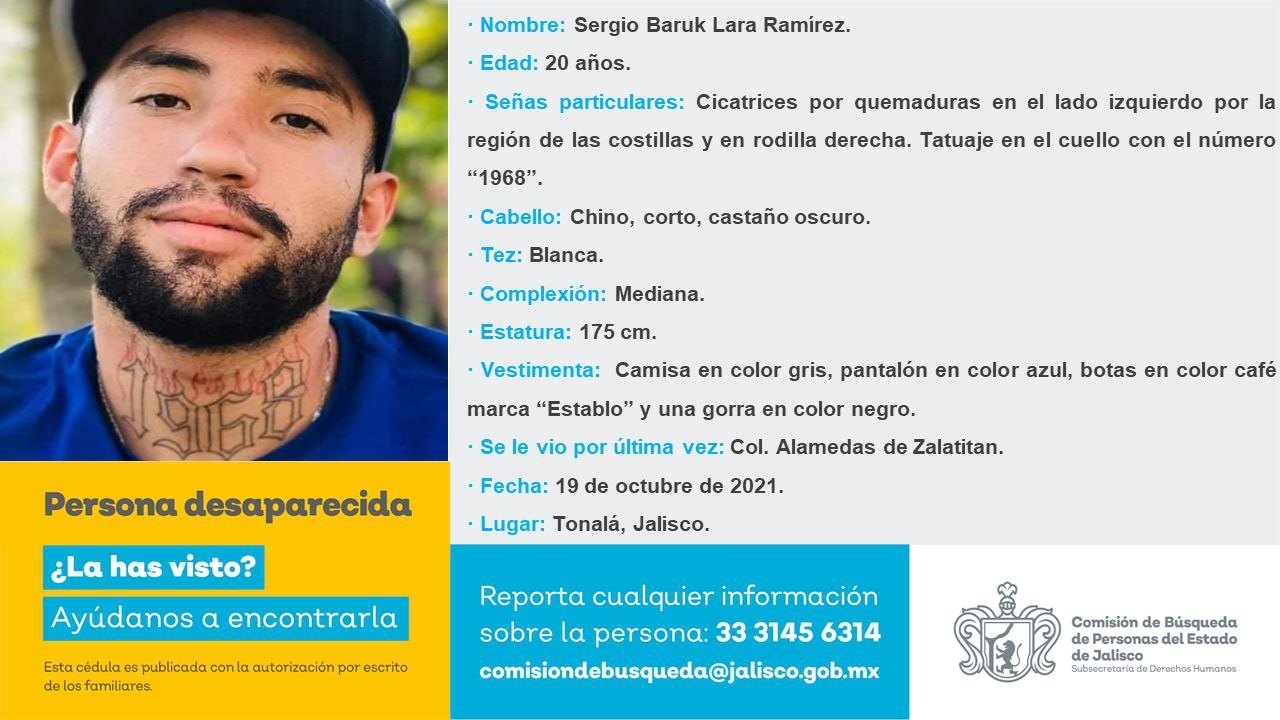 1968
Persona desaparecida
¿La has visto?
Ayúdanos a encontrarla
Esta cédula es publicada con la autorización por escrito
de los familiares.
· Nombre: Sergio Baruk Lara Ramírez.
· Edad: 20 años.
· Señas particulares: Cicatrices por quemaduras en el lado izquierdo por la
región de las costillas y en rodilla derecha. Tatuaje en el cuello con el número
“1968”.
· Cabello: Chino, corto, castaño oscuro.
· Tez: Blanca.
· Complexión: Mediana.
· Estatura: 175 cm.
· Vestimenta: Camisa en color gris, pantalón en color azul, botas en color café
marca “Establo” y una gorra en color negro.
· Se le vio por última vez: Col. Alamedas de Zalatitan.
· Fecha: 19 de octubre de 2021.
· Lugar: Tonalá, Jalisco.
Reporta cualquier información
sobre la persona: 33 3145 6314
comisiondebusqueda@jalisco.gob.mx
Comisión de Búsqueda
de Personas del Estado
de Jalisco
Subsecretaría de Derechos Humanos